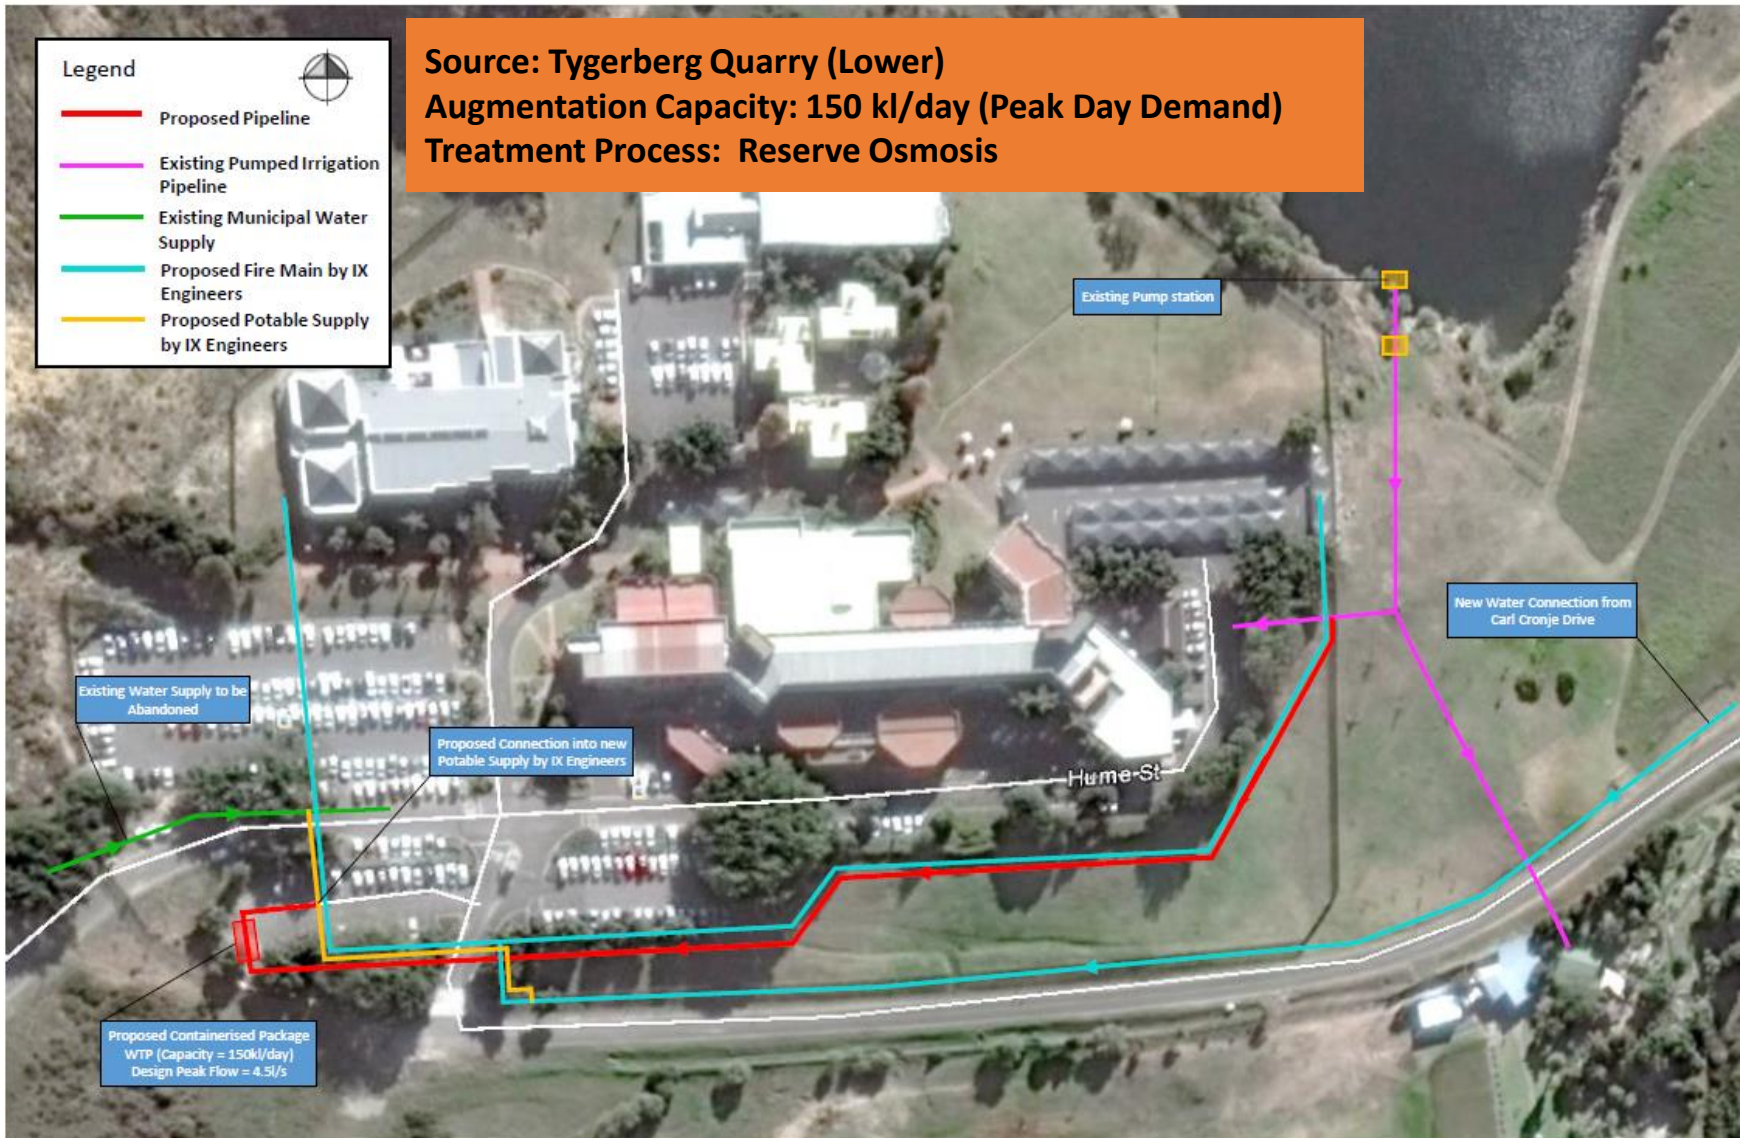 Source: Tygerberg Quarry (Lower)
Augmentation Capacity: 150 kl/day (Peak Day Demand)
Treatment Process: Reserve Osmosis
Legend
Proposed Pipeline
Existing Pumped Irrigation
Pipeline
Existing Municipal Water
Supply
Proposed Fire Main by IX
Engineers
Proposed Potable Supply
by IX Engineers
Existing Pump station
New Water Connection from
Carl Cronje Drive
Existing Water Supply to be
Abandoned
Proposed Connection into new
Potable Supply by IX Engineers
Hume St
Proposed Containerised Package
WTP (Capacity = 150kl/day)
Design Peak Flow = 4.5l/s